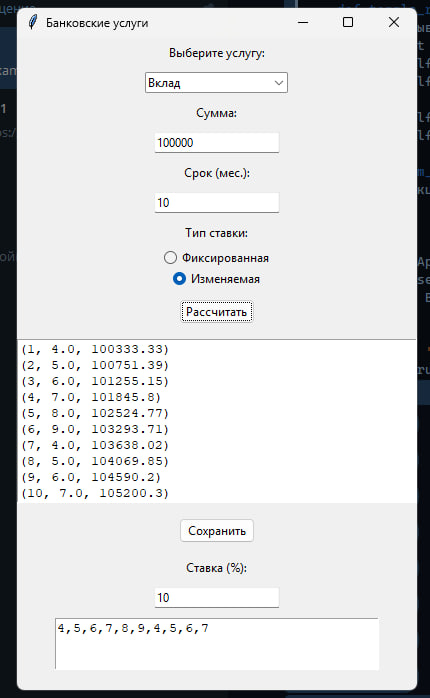 Банковские услуги
Выберите услугу:
Вклад
Сумма:
100000
Срок (мес.):
10
Тип ставки:
Фиксированная
Изменяемая
Рассчитать
(1, 4.0, 100333.33)
(2, 5.0, 100751.39)
(3, 6.0, 101255.15)
(4, 7.0, 101845.8)
(5, 8.0, 102524.77)
(6, 9.0, 103293.71)
(7, 4.0, 103638.02)
(8, 5.0, 104069.85)
(9, 6.0, 104590.2)
(10, 7.0, 105200.3)
Сохранить
Ставка (%):
10
4,5,6,7,8,9,4,5,6,7